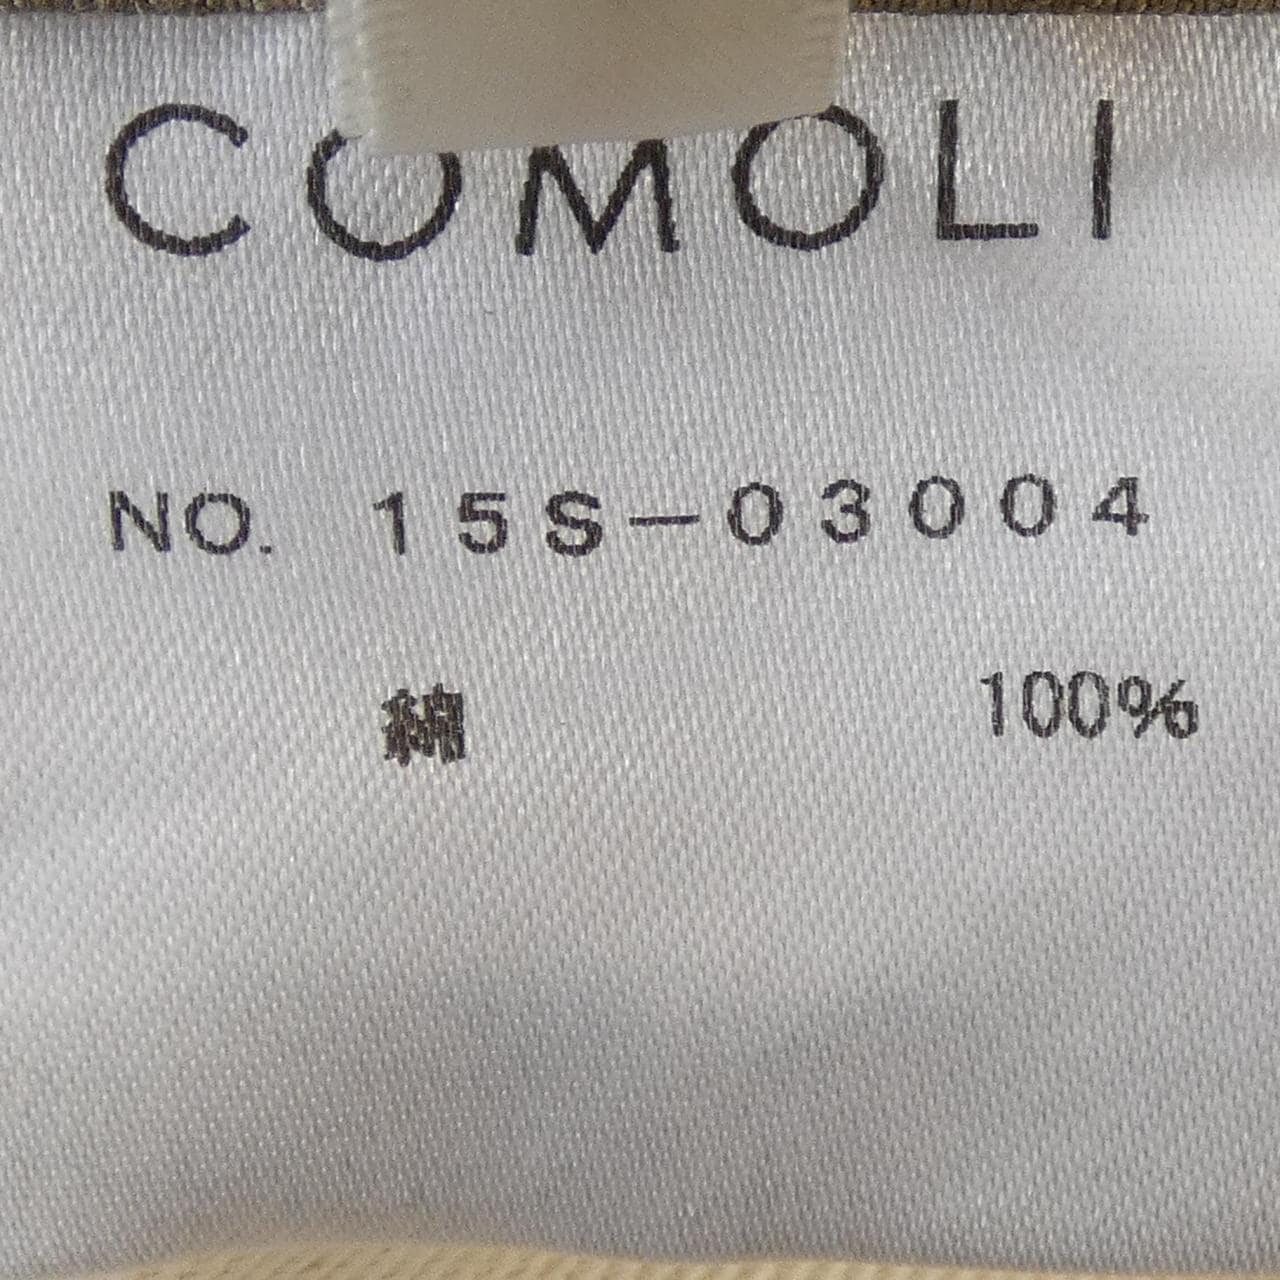 COMOLI
NO. 15S-03004
綿 100%